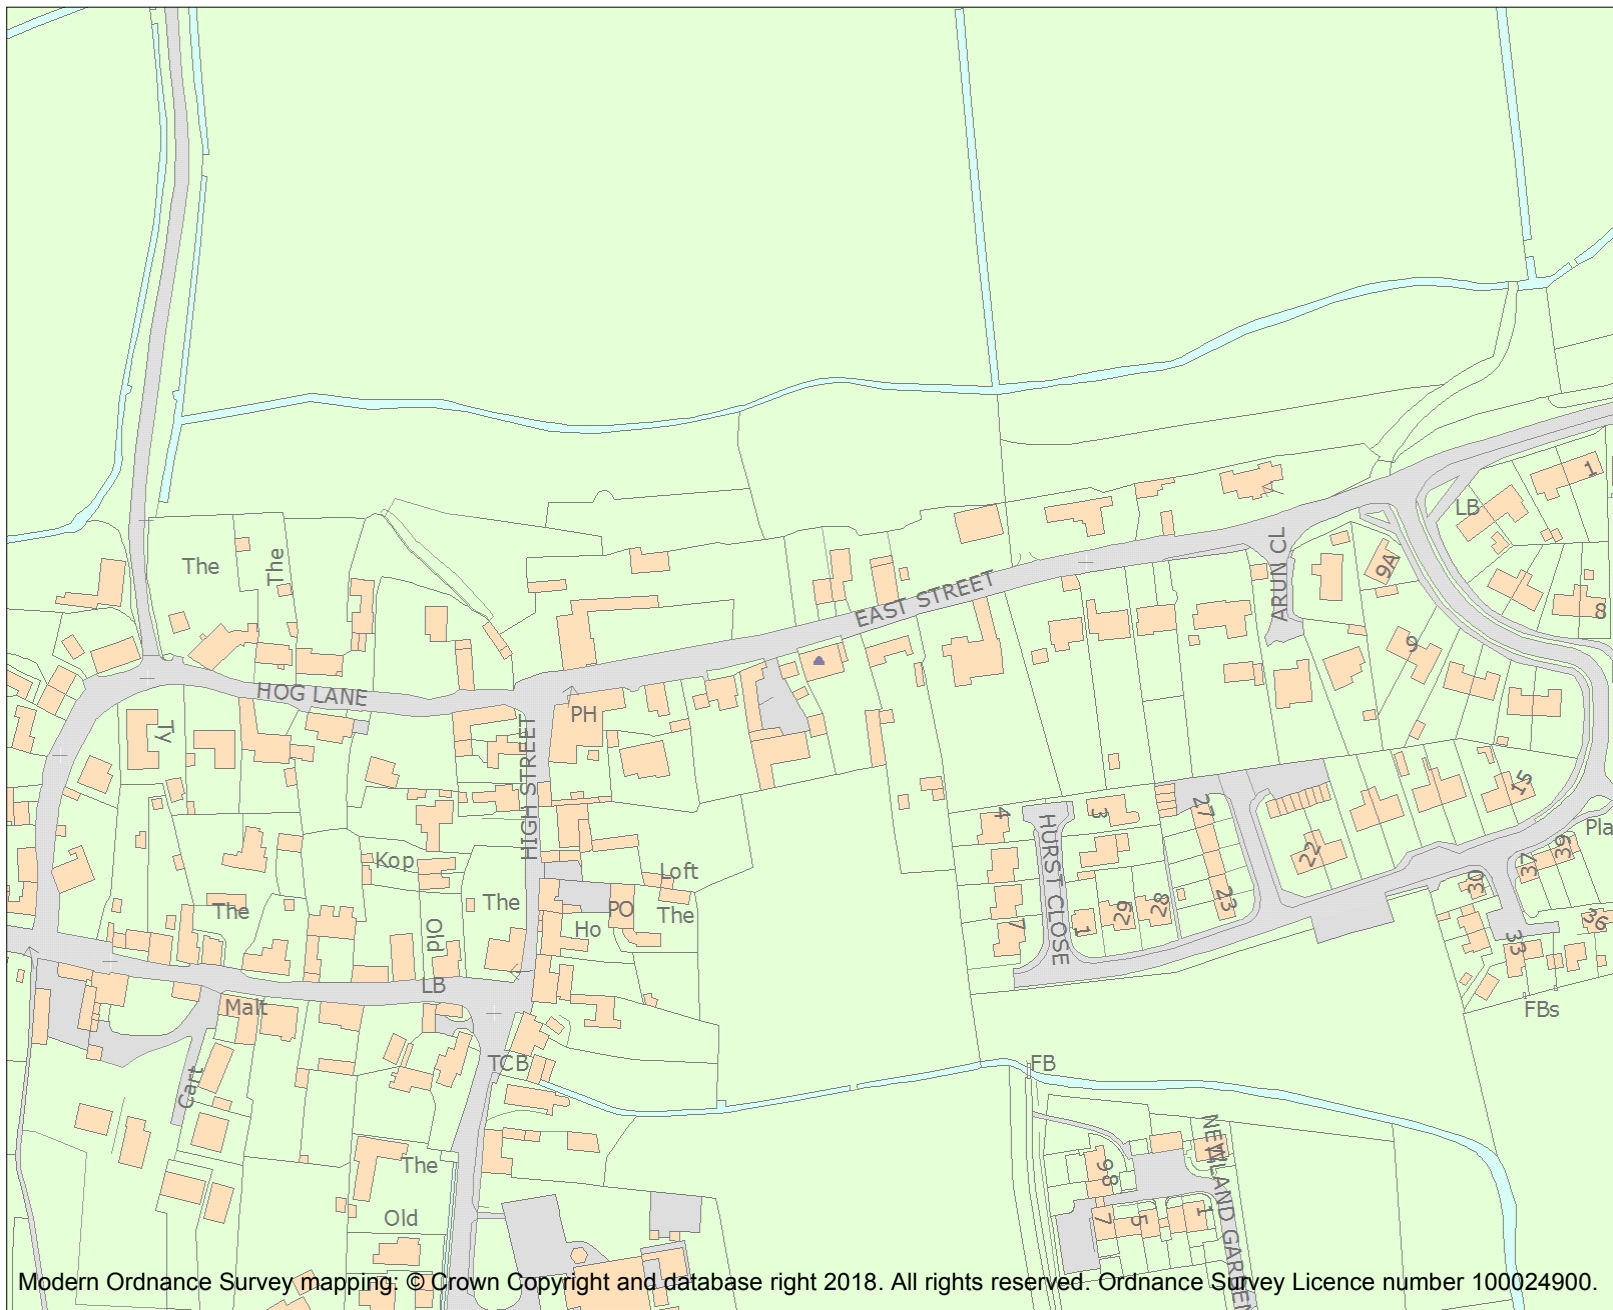 The
The
EAST STREET
ARUN CL
LB
1
9A
8
9
HOG LANE
PH
Ty
HIGH STREET
15
4
HURST CLOSE
3
27
22
Pla
39
37
30
Kop
Loft
The
The
PO
The
Old
Ho
7
1
29
28
23
36
33
LB
Malt
FBs
TCB
FB
Cart
The
Old
NEWLAND GARDEN
98
7
5
1
Modern Ordnance Survey mapping: © Crown Copyright and database right 2018. All rights reserved. Ordnance Survey Licence number 100024900.